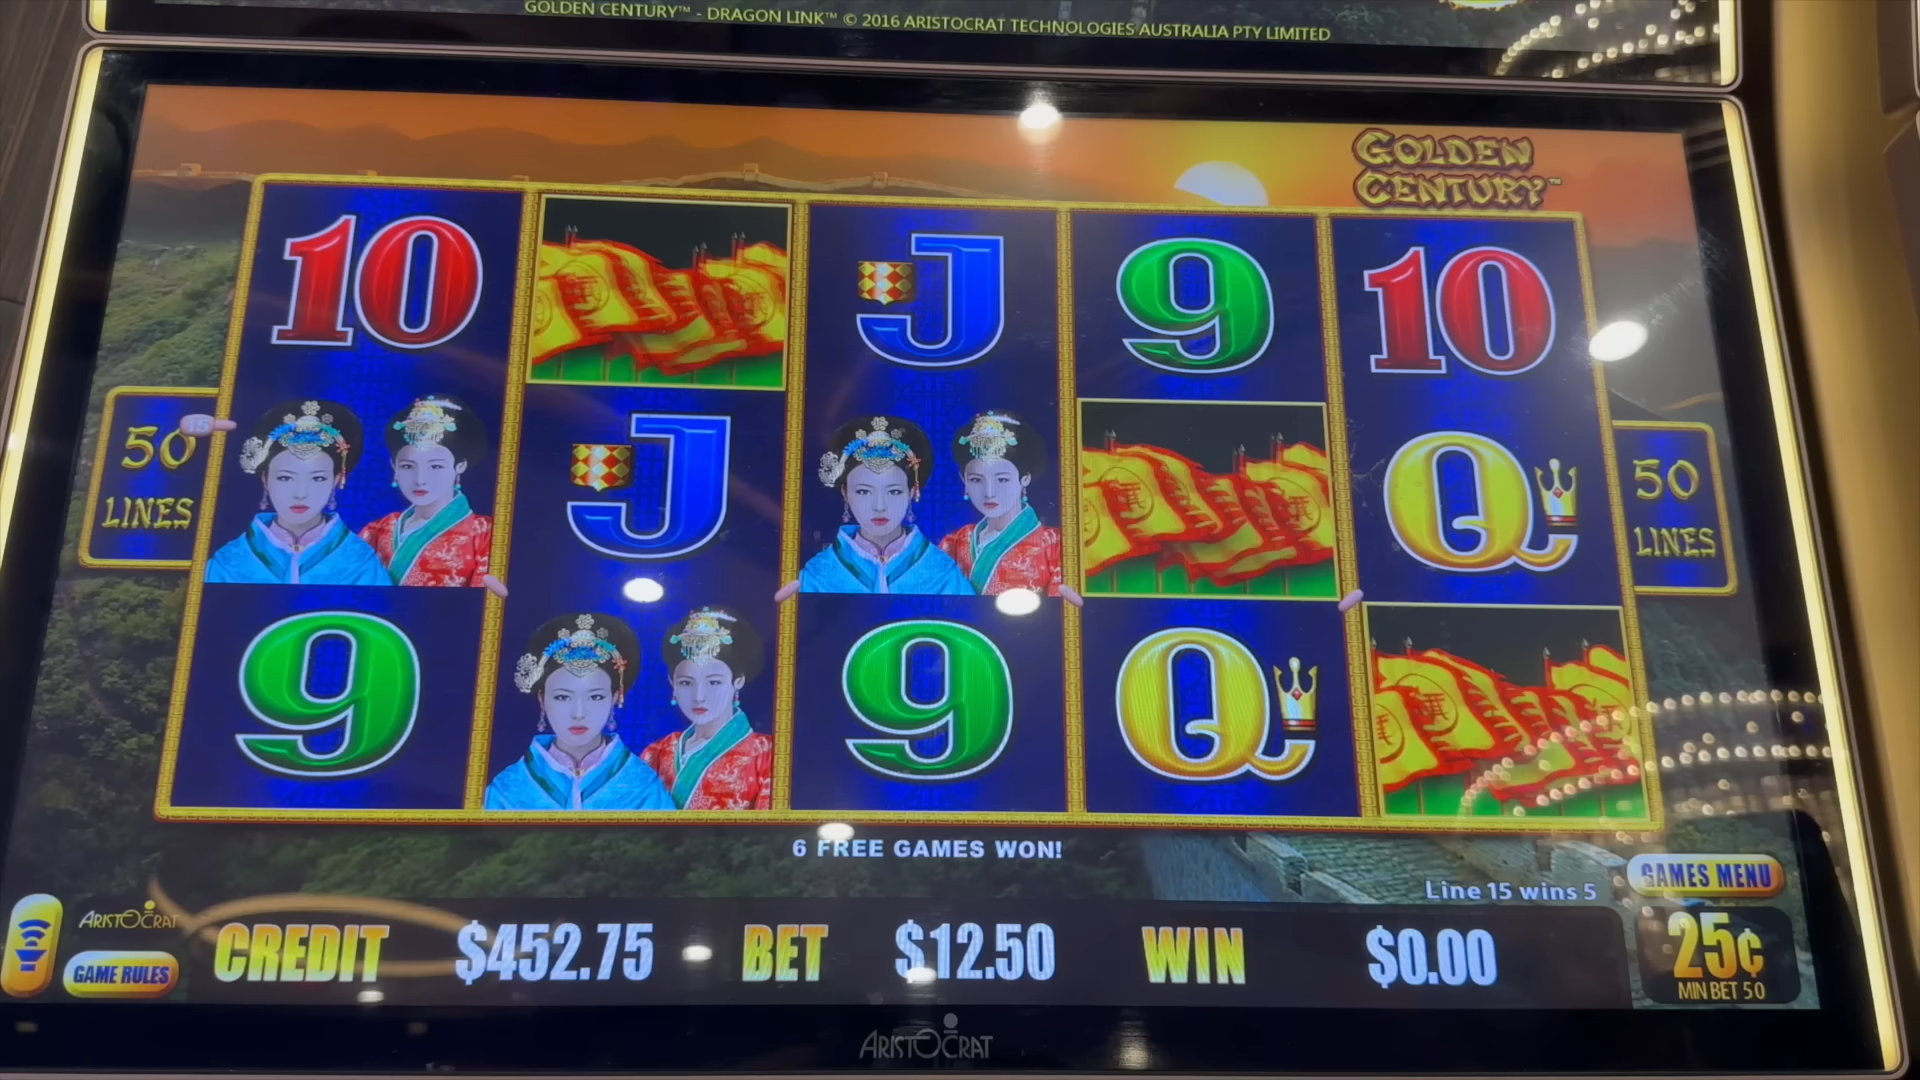 GOLDEN CENTURY™ - DRAGON LINK™ © 2016 ARISTOCRAT TECHNOLOGIES AUSTRALIA PTY LIMITED
GOLDEN
CENTURY™
10 J 9 10
50
LINES
15
J Q
50
LINES
9 9 Q
6 FREE GAMES WON!
Line 15 wins 5
GAMES MENU
ARISTOCRAT
GAME RULES
CREDIT $452.75 BET $12.50 WIN $0.00
25¢
MIN BET 50
ARISTOCRAT